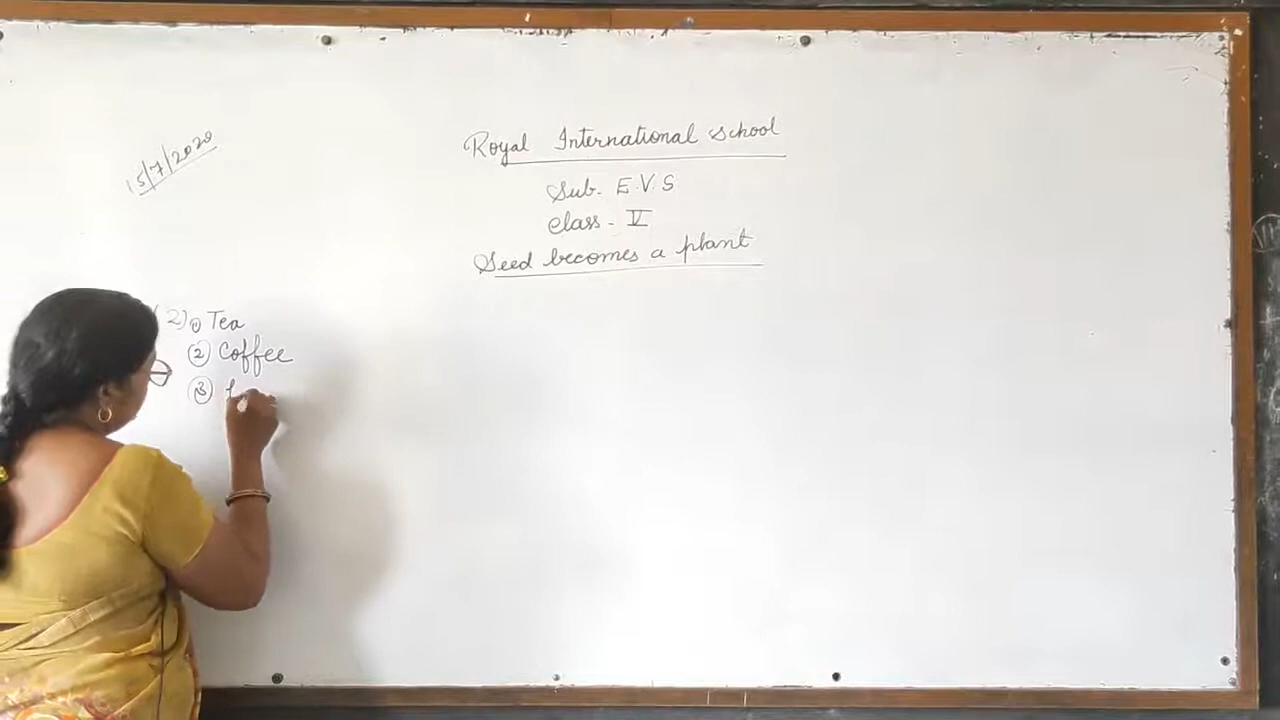 15/7/2020
Royal International School
Sub. E.V.S
Class - V
Seed becomes a plant
2) ① Tea
② Coffee
③